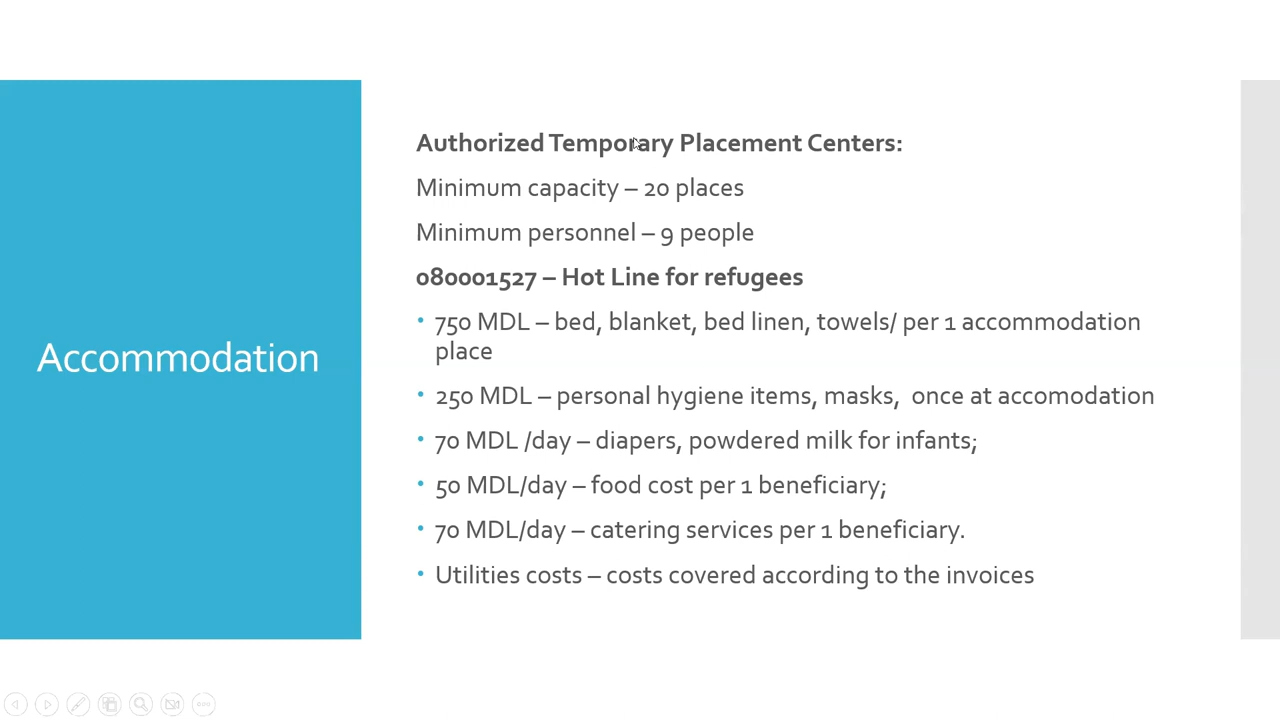 Accommodation
Authorized Temporary Placement Centers:
Minimum capacity – 20 places
Minimum personnel – 9 people
080001527 – Hot Line for refugees
• 750 MDL – bed, blanket, bed linen, towels/ per 1 accommodation
place
• 250 MDL – personal hygiene items, masks,  once at accomodation
• 70 MDL /day – diapers, powdered milk for infants;
• 50 MDL/day – food cost per 1 beneficiary;
• 70 MDL/day – catering services per 1 beneficiary.
• Utilities costs – costs covered according to the invoices